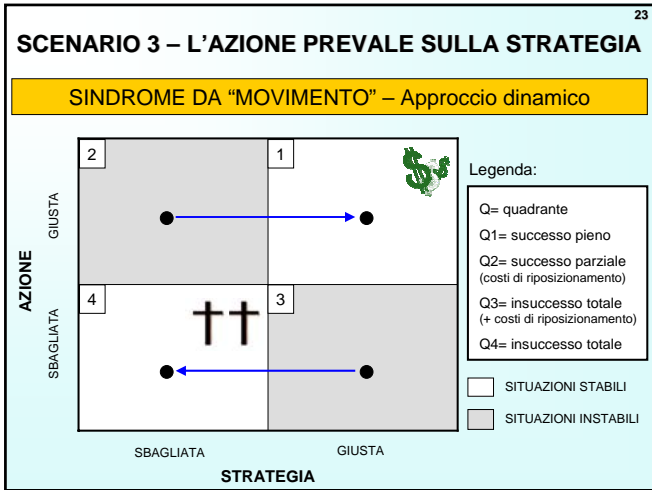 23
SCENARIO 3 – L'AZIONE PREVALE SULLA STRATEGIA
SINDROME DA “MOVIMENTO” – Approccio dinamico
2
1
$
$
Legenda:
Q= quadrante
Q1= successo pieno
Q2= successo parziale
(costi di riposizionamento)
Q3= insuccesso totale
(+ costi di riposizionamento)
Q4= insuccesso totale
AZIONE
GIUSTA
SBAGLIATA
4
3
SITUAZIONI STABILI
SITUAZIONI INSTABILI
SBAGLIATA
GIUSTA
STRATEGIA